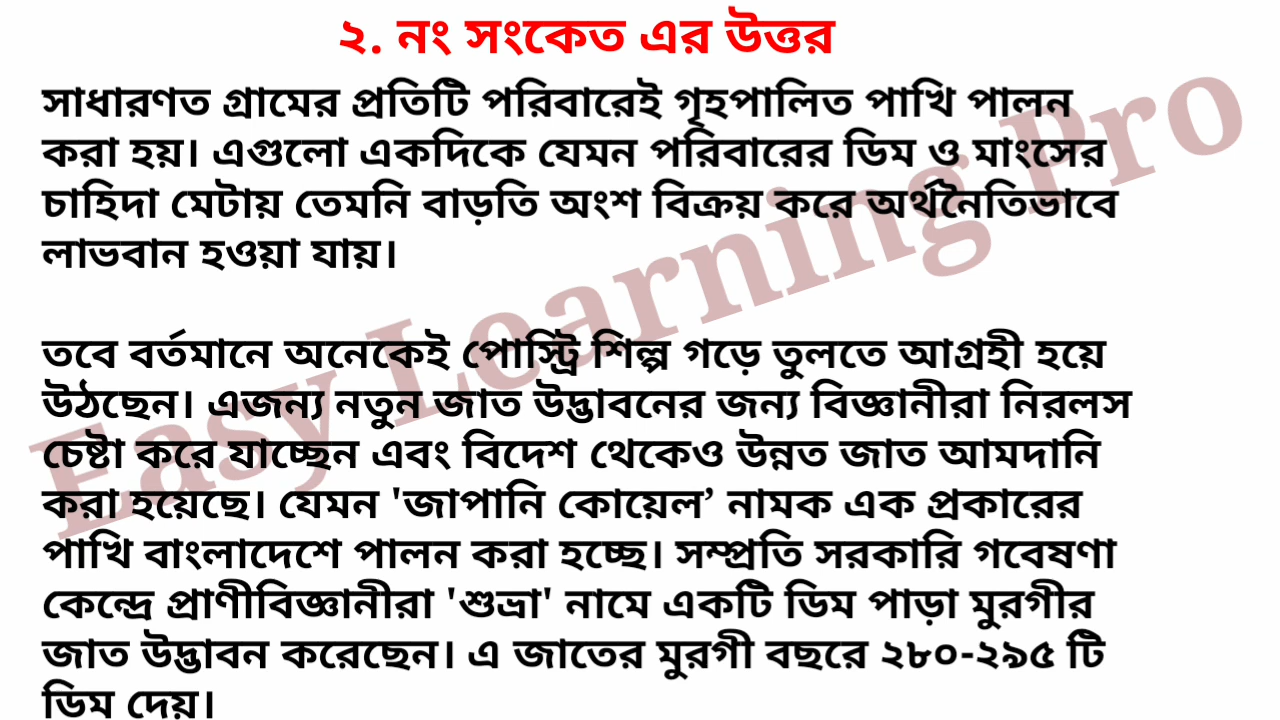 ২. নং সংকেত এর উত্তর
সাধারণত গ্রামের প্রতিটি পরিবারেই গৃহপালিত পাখি পালন
করা হয়। এগুলো একদিকে যেমন পরিবারের ডিম ও মাংসের
চাহিদা মেটায় তেমনি বাড়তি অংশ বিক্রয় করে অর্থনৈতিভাবে
লাভবান হওয়া যায়।
তবে বর্তমানে অনেকেই পোস্ট্রি শিল্প গড়ে তুলতে আগ্রহী হয়ে
উঠছেন। এজন্য নতুন জাত উদ্ভাবনের জন্য বিজ্ঞানীরা নিরলস
চেষ্টা করে যাচ্ছেন এবং বিদেশ থেকেও উন্নত জাত আমদানি
করা হয়েছে। যেমন 'জাপানি কোয়েল’ নামক এক প্রকারের
পাখি বাংলাদেশে পালন করা হচ্ছে। সম্প্রতি সরকারি গবেষণা
কেন্দ্রে প্রাণীবিজ্ঞানীরা 'শুভ্রা' নামে একটি ডিম পাড়া মুরগীর
জাত উদ্ভাবন করেছেন। এ জাতের মুরগী বছরে ২৮০-২৯৫ টি
ডিম দেয়।
Easy Learning Pro